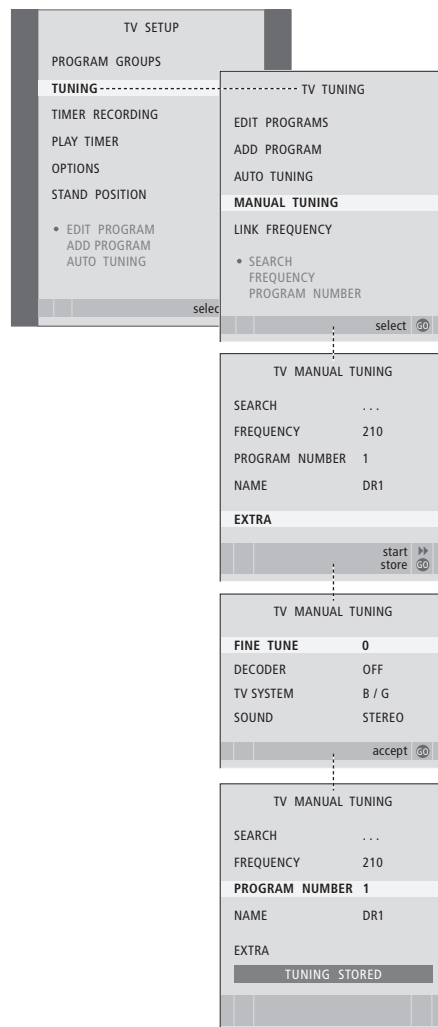 TV SETUP
PROGRAM GROUPS
TUNING
TIMER RECORDING
PLAY TIMER
OPTIONS
STAND POSITION
• EDIT PROGRAM
ADD PROGRAM
AUTO TUNING
selec
TV TUNING
EDIT PROGRAMS
ADD PROGRAM
AUTO TUNING
MANUAL TUNING
LINK FREQUENCY
• SEARCH
FREQUENCY
PROGRAM NUMBER
select GO
TV MANUAL TUNING
SEARCH . . .
FREQUENCY 210
PROGRAM NUMBER 1
NAME DR1
EXTRA
start
store GO
TV MANUAL TUNING
FINE TUNE 0
DECODER OFF
TV SYSTEM B / G
SOUND STEREO
accept GO
TV MANUAL TUNING
SEARCH . . .
FREQUENCY 210
PROGRAM NUMBER 1
NAME DR1
EXTRA
TUNING STORED